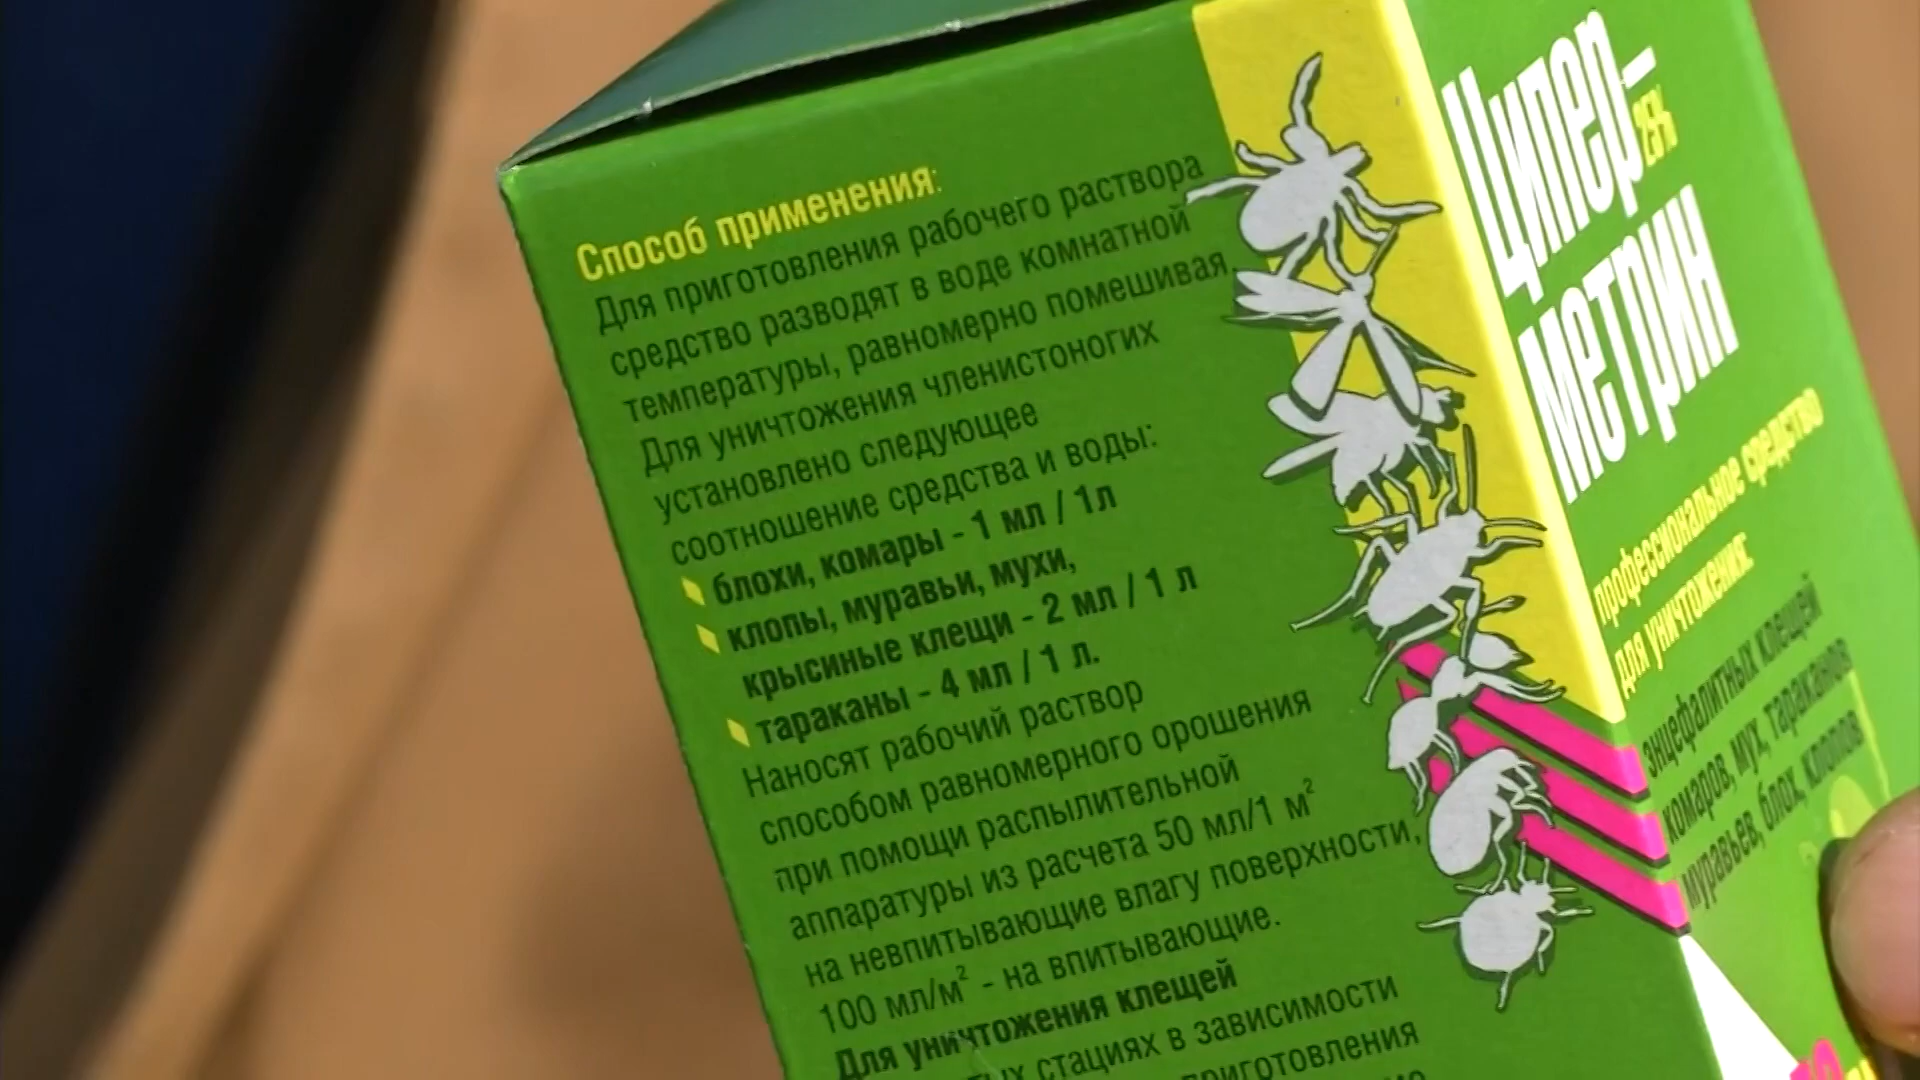 Способ применения:
Для приготовления рабочего раствора
средство разводят в воде комнатной
температуры, равномерно помешивая.
Для уничтожения членистоногих
установлено следующее
соотношение средства и воды:
блохи, комары - 1 мл / 1л
клопы, муравьи, мухи,
крысиные клещи - 2 мл / 1 л
тараканы - 4 мл / 1 л.
Наносят рабочий раствор
способом равномерного орошения
при помощи распылительной
аппаратуры из расчета 50 мл/1 м²
на невпитывающие влагу поверхности,
100 мл/м² - на впитывающие.
Для уничтожения клещей
стациях в зависимости
приготовления
Ципер-
25%
метрин
профессиональное средство
для уничтожения:
энцефалитных клещей
комаров, мух, тараканов
муравьев, блох, клопов